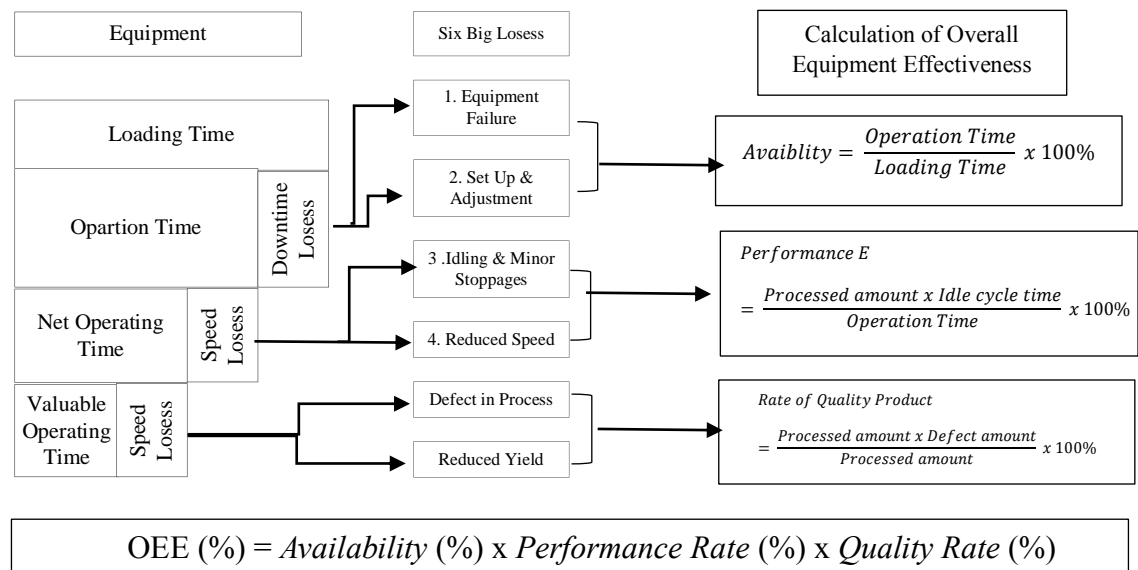 Equipment
Six Big Losess
Calculation of Overall
Equipment Effectiveness
Loading Time
Opartion Time
Downtime
Losess
Net Operating
Time
Speed
Losess
Valuable
Operating
Time
Speed
Losess
1. Equipment
Failure
2. Set Up &
Adjustment
3 .Idling & Minor
Stoppages
4. Reduced Speed
Defect in Process
Reduced Yield
Avaiblity = Operation Time / Loading Time x 100%
Performance E
= Processed amount x Idle cycle time / Operation Time x 100%
Rate of Quality Product
= Processed amount x Defect amount / Processed amount x 100%
OEE (%) = Availability (%) x Performance Rate (%) x Quality Rate (%)